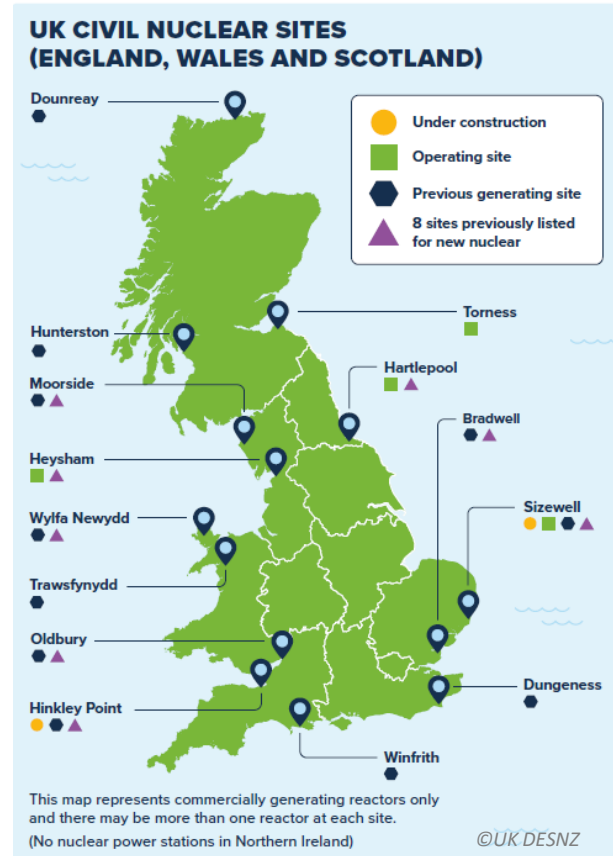 UK CIVIL NUCLEAR SITES
(ENGLAND, WALES AND SCOTLAND)
Dounreay
Under construction
Operating site
Previous generating site
8 sites previously listed
for new nuclear
Torness
Hunterston
Hartlepool
Moorside
Bradwell
Heysham
Sizewell
Wylfa Newydd
Trawsfynydd
Oldbury
Dungeness
Hinkley Point
Winfrith
This map represents commercially generating reactors only
and there may be more than one reactor at each site.
(No nuclear power stations in Northern Ireland)
©UK DESNZ